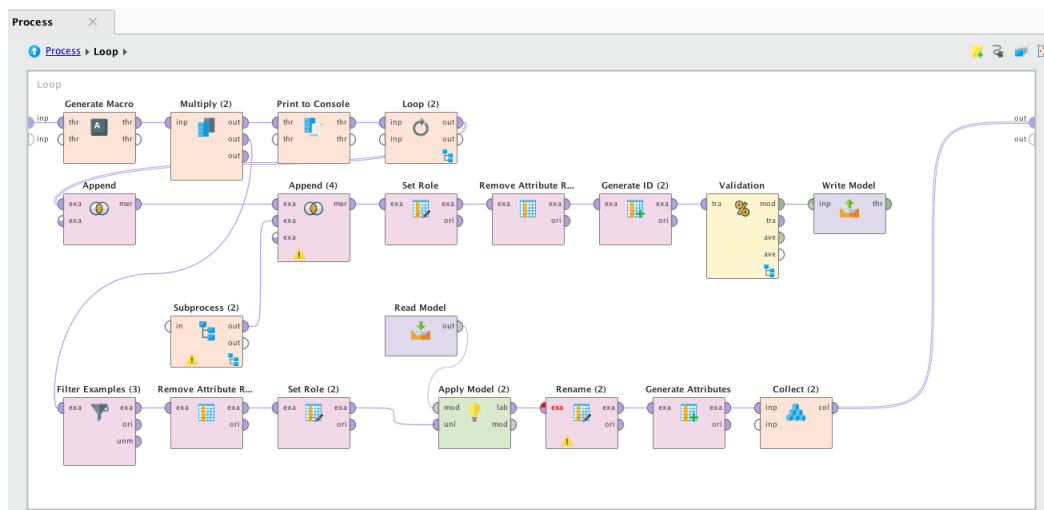 Process
Process ▸ Loop ▸
Loop
Generate Macro Multiply (2) Print to Console Loop (2)
inp thr thr inp out thr thr inp out out
inp thr thr out thr thr inp out out
out
Append Append (4) Set Role Remove Attribute R... Generate ID (2) Validation Write Model
exa mer exa mer exa exa exa exa exa exa tra mod inp thr
exa exa ori ori ori tra
exa ave
ave
Subprocess (2) Read Model
in out out
out
Filter Examples (3) Remove Attribute R... Set Role (2) Apply Model (2) Rename (2) Generate Attributes Collect (2)
exa exa exa exa exa exa mod lab exa exa exa exa inp col
ori ori ori unl mod ori ori inp
unm